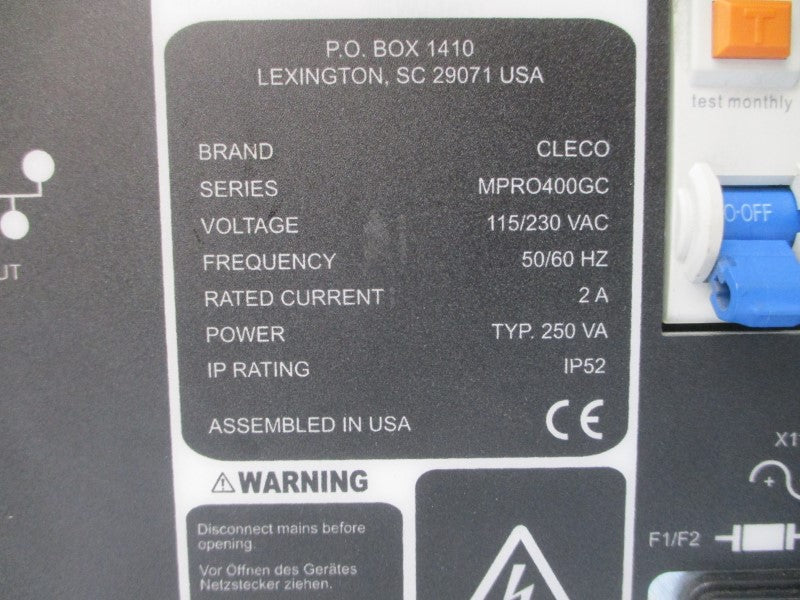 P.O. BOX 1410
LEXINGTON, SC 29071 USA
BRAND CLECO
SERIES MPRO400GC
VOLTAGE 115/230 VAC
FREQUENCY 50/60 HZ
RATED CURRENT 2 A
POWER TYP. 250 VA
IP RATING IP52
ASSEMBLED IN USA CE
WARNING
Disconnect mains before
opening.
Vor Öffnen des Gerätes
Netzstecker ziehen.
UT
T
test monthly
O-OFF
X1
F1/F2